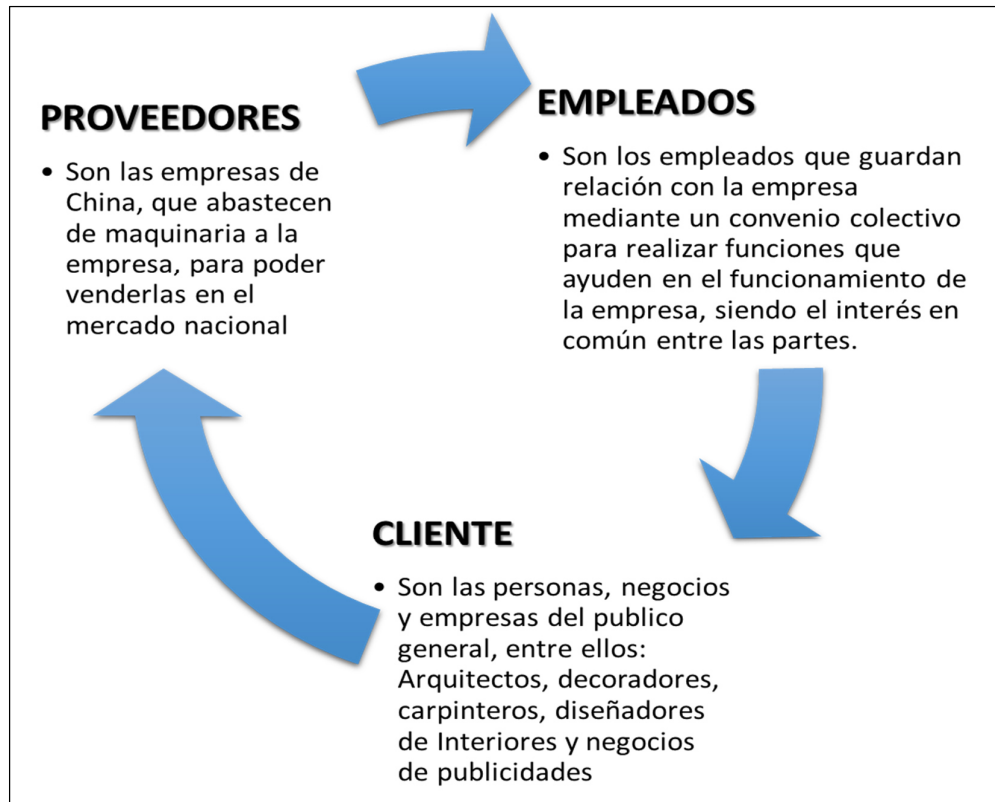 PROVEEDORES
• Son las empresas de
China, que abastecen
de maquinaria a la
empresa, para poder
venderlas en el
mercado nacional
EMPLEADOS
• Son los empleados que guardan
relación con la empresa
mediante un convenio colectivo
para realizar funciones que
ayuden en el funcionamiento de
la empresa, siendo el interés en
común entre las partes.
CLIENTE
• Son las personas, negocios
y empresas del publico
general, entre ellos:
Arquitectos, decoradores,
carpinteros, diseñadores
de Interiores y negocios
de publicidades